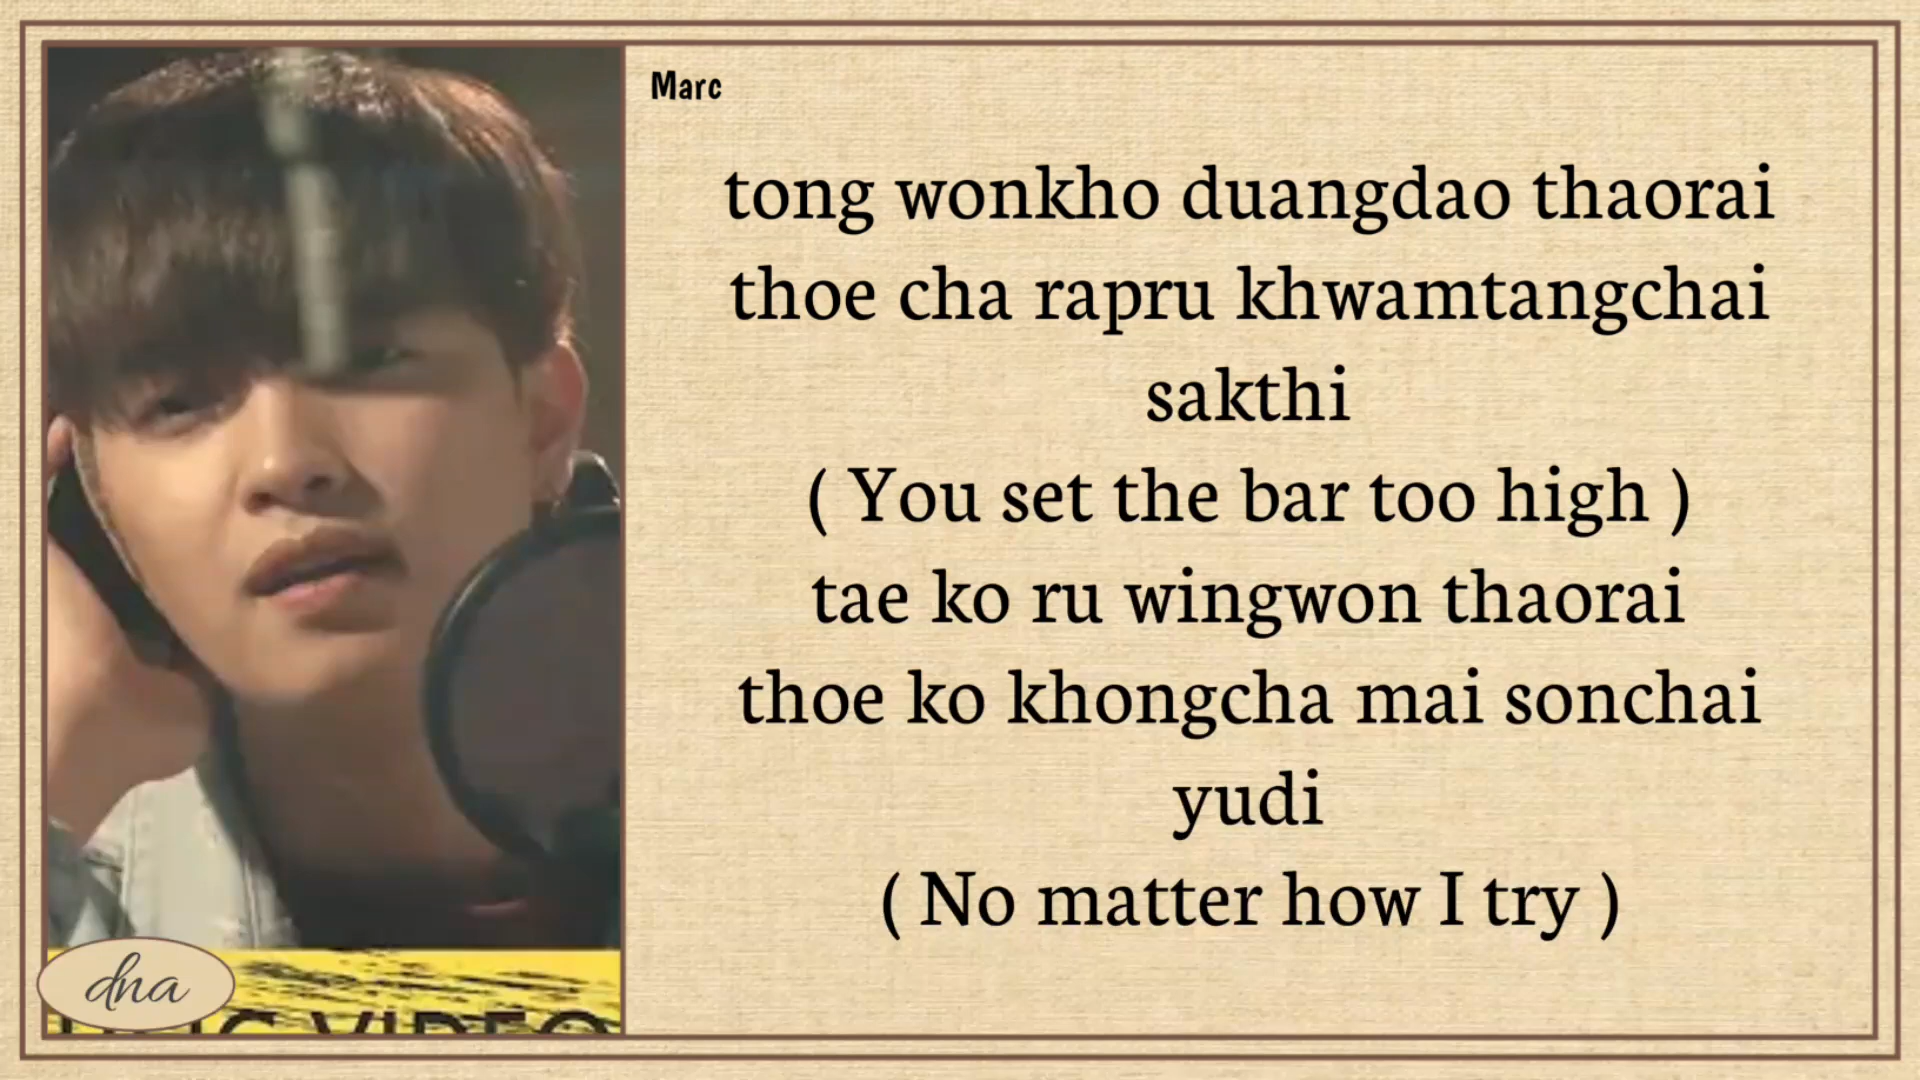 Marc
tong wonkho duangdao thaorai
thoe cha rapru khwamtangchai
sakthi
( You set the bar too high )
tae ko ru wingwon thaorai
thoe ko khongcha mai sonchai
yudi
( No matter how I try )
dna
VIDEO